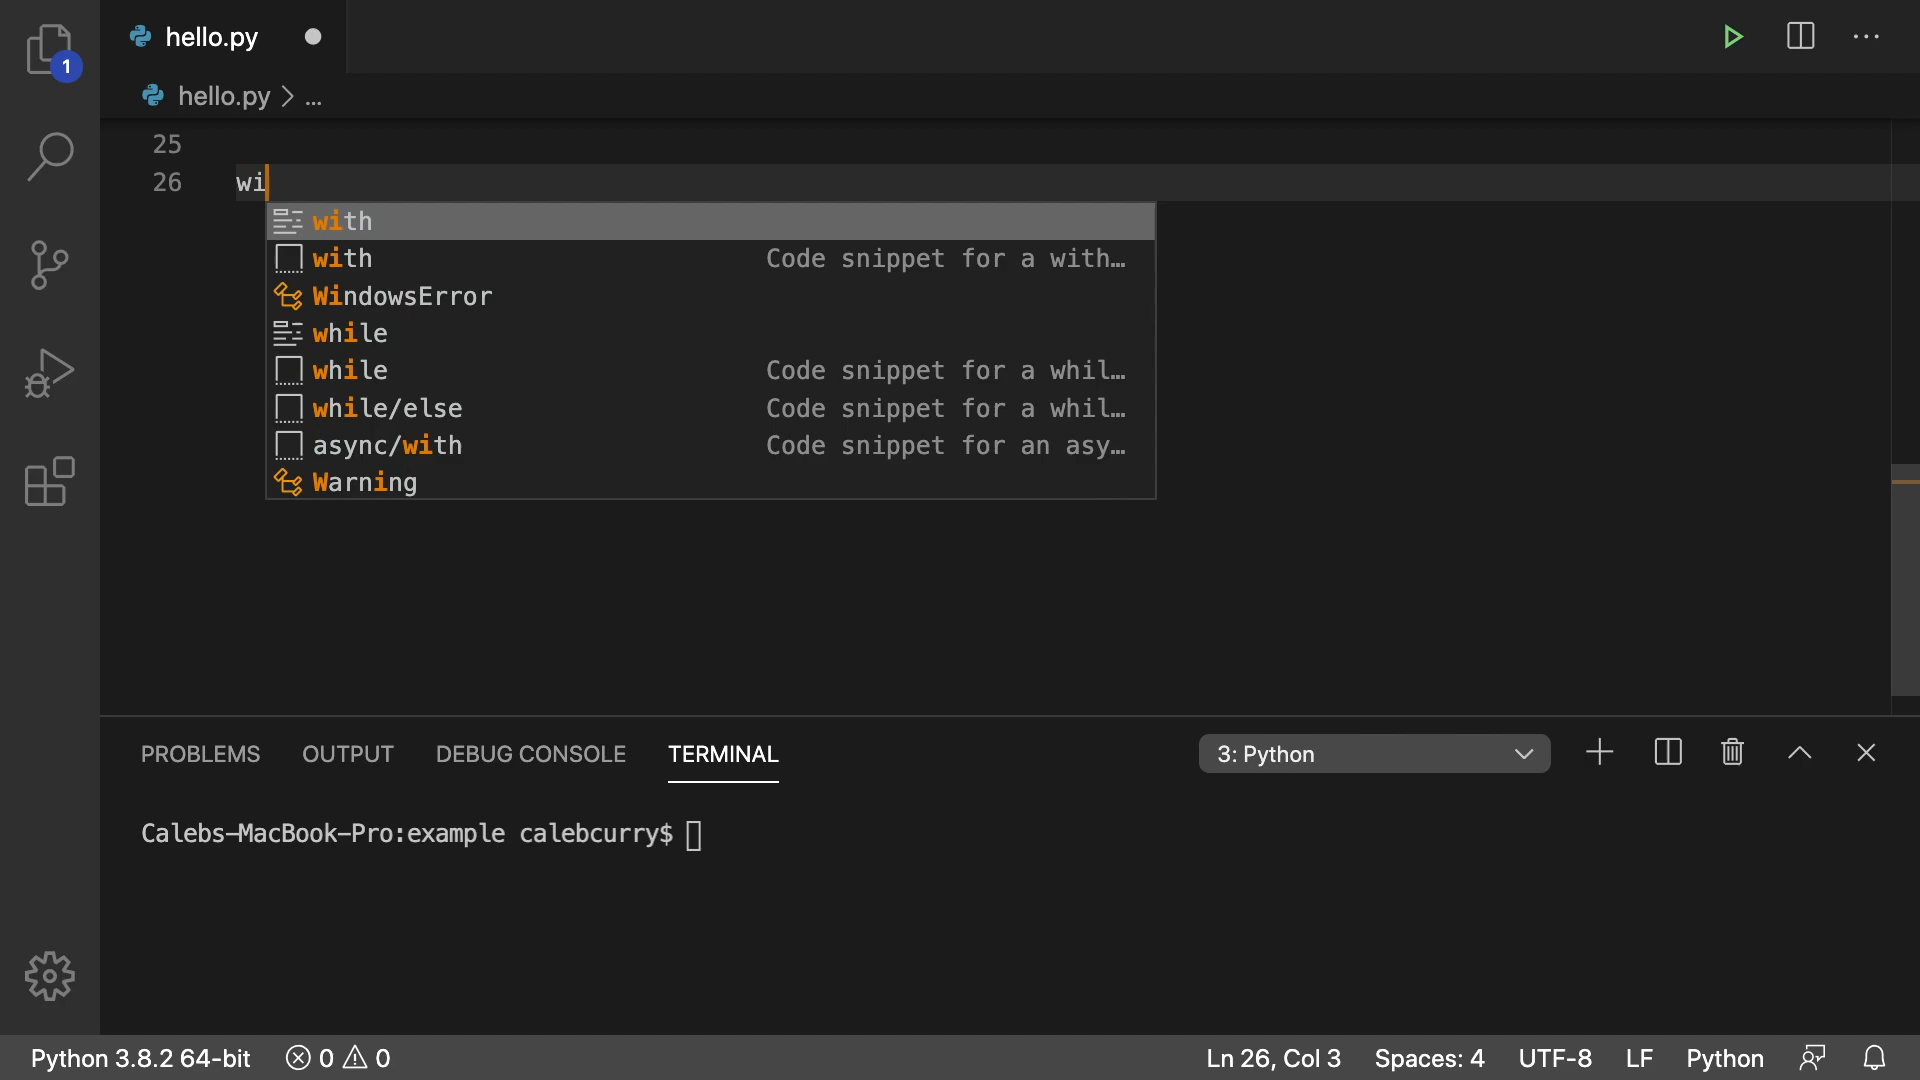 1
hello.py
hello.py > ...
25
26 wi
with
with Code snippet for a with…
WindowsError
while
while Code snippet for a whil…
while/else Code snippet for a whil…
async/with Code snippet for an asy…
Warning
PROBLEMS OUTPUT DEBUG CONSOLE TERMINAL 3: Python
Calebs-MacBook-Pro:example calebcurry$
Python 3.8.2 64-bit 0 0 Ln 26, Col 3 Spaces: 4 UTF-8 LF Python